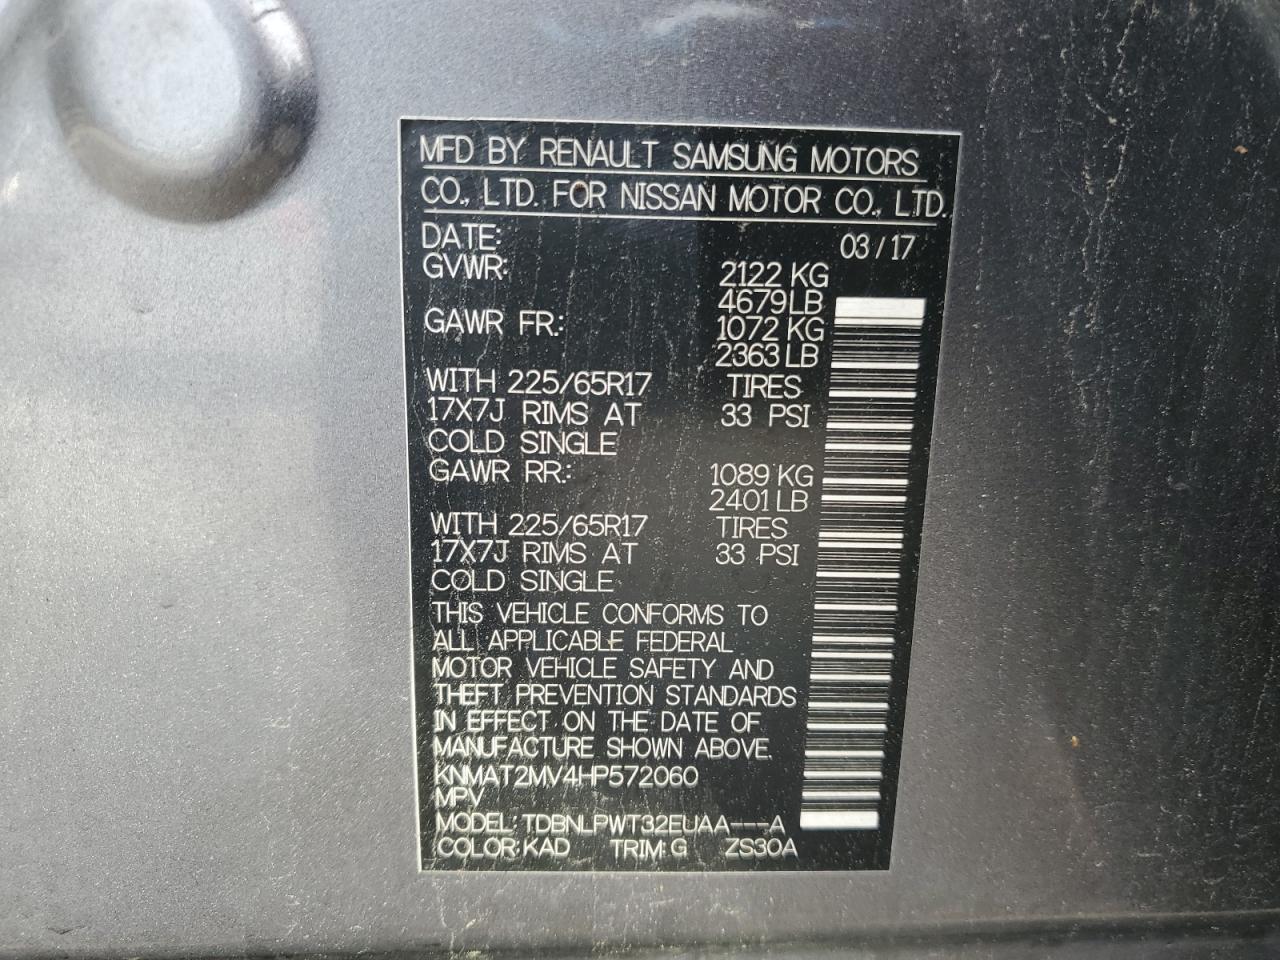 MFD BY RENAULT SAMSUNG MOTORS
CO., LTD. FOR NISSAN MOTOR CO., LTD.
DATE: 03/17
GVWR: 2122 KG
4679 LB
GAWR FR.: 1072 KG
2363 LB
WITH 225/65R17 TIRES
17X7J RIMS AT 33 PSI
COLD SINGLE
GAWR RR.: 1089 KG
2401 LB
WITH 225/65R17 TIRES
17X7J RIMS AT 33 PSI
COLD SINGLE
THIS VEHICLE CONFORMS TO
ALL APPLICABLE FEDERAL
MOTOR VEHICLE SAFETY AND
THEFT PREVENTION STANDARDS
IN EFFECT ON THE DATE OF
MANUFACTURE SHOWN ABOVE.
KNMAT2MV4HP572060
MPV
MODEL: TDBNLPWT32EUAA---A
COLOR: KAD TRIM: G ZS30A